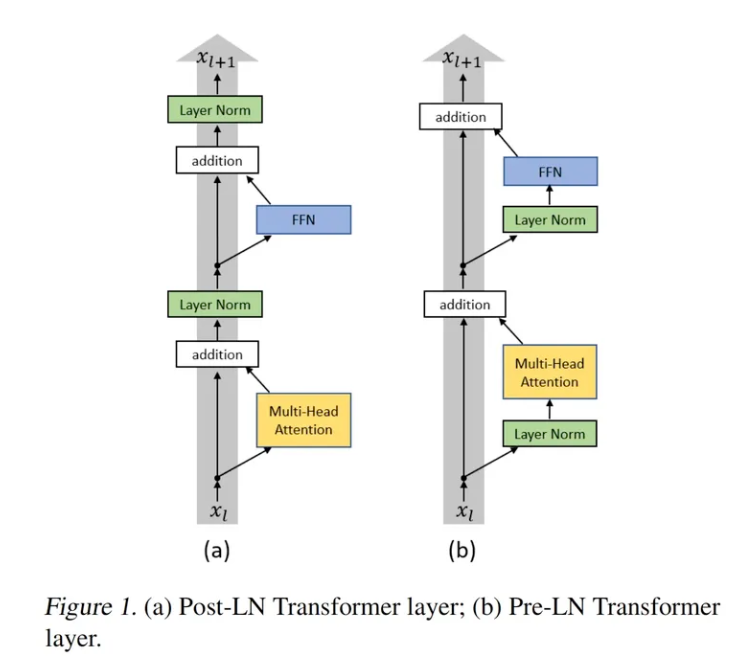 x_{l+1}
Layer Norm
addition
FFN
Layer Norm
addition
Multi-Head
Attention
x_l
(a)
x_{l+1}
addition
FFN
Layer Norm
addition
Multi-Head
Attention
Layer Norm
x_l
(b)
Figure 1. (a) Post-LN Transformer layer; (b) Pre-LN Transformer
layer.